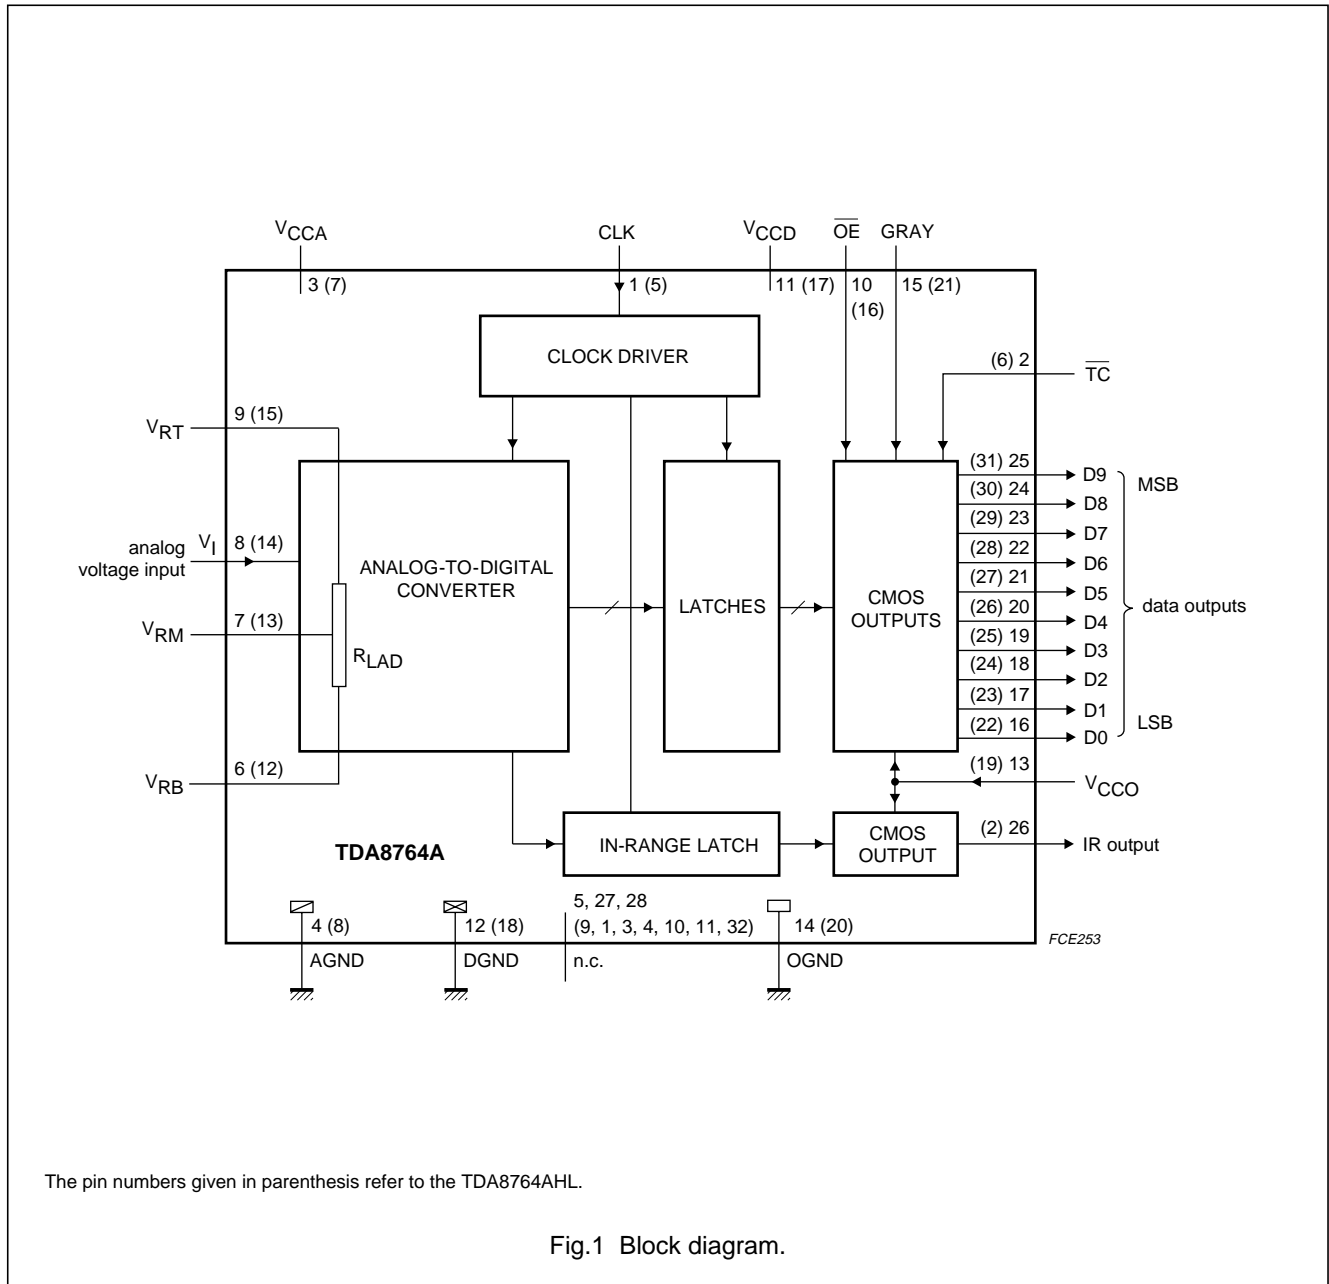 VCCA
CLK
VCCD
OE
GRAY
3 (7)
1 (5)
11 (17)
10
(16)
15 (21)
CLOCK DRIVER
(6) 2
TC
9 (15)
VRT
(31) 25
D9
MSB
(30) 24
D8
(29) 23
D7
analog
voltage input
VI
8 (14)
ANALOG-TO-DIGITAL
CONVERTER
(28) 22
D6
LATCHES
CMOS
OUTPUTS
(27) 21
D5
data outputs
(26) 20
D4
VRM
7 (13)
RLAD
(25) 19
D3
(24) 18
D2
(23) 17
D1
LSB
(22) 16
D0
VRB
6 (12)
(19) 13
VCCO
TDA8764A
IN-RANGE LATCH
CMOS
OUTPUT
(2) 26
IR output
4 (8)
12 (18)
5, 27, 28
(9, 1, 3, 4, 10, 11, 32)
14 (20)
FCE253
AGND
DGND
n.c.
OGND
The pin numbers given in parenthesis refer to the TDA8764AHL.
Fig.1 Block diagram.